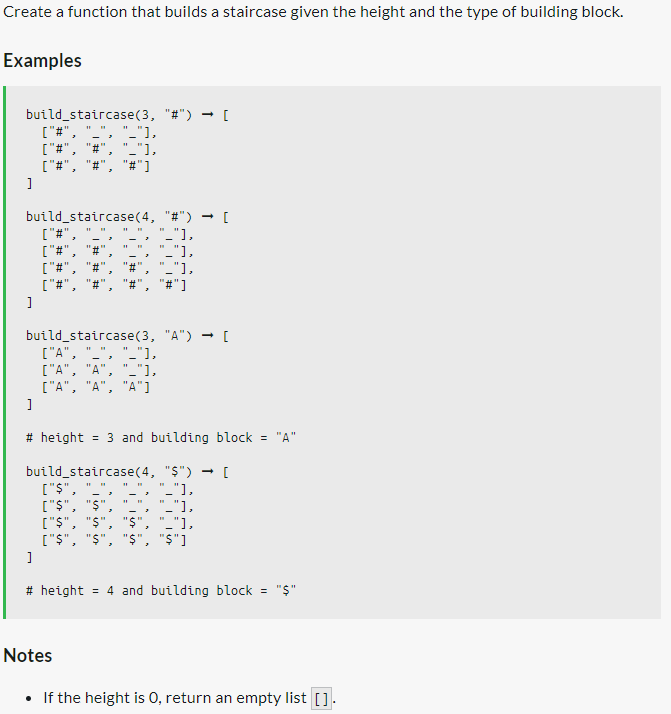 Create a function that builds a staircase given the height and the type of building block.
Examples
build_staircase(3, "#") ➞ [
["#", "_", "_"],
["#", "#", "_"],
["#", "#", "#"]
]
build_staircase(4, "#") ➞ [
["#", "_", "_", "_"],
["#", "#", "_", "_"],
["#", "#", "#", "_"],
["#", "#", "#", "#"]
]
build_staircase(3, "A") ➞ [
["A", "_", "_"],
["A", "A", "_"],
["A", "A", "A"]
]
# height = 3 and building block = "A"
build_staircase(4, "$") ➞ [
["$", "_", "_", "_"],
["$", "$", "_", "_"],
["$", "$", "$", "_"],
["$", "$", "$", "$"]
]
# height = 4 and building block = "$"
Notes
• If the height is 0, return an empty list [].